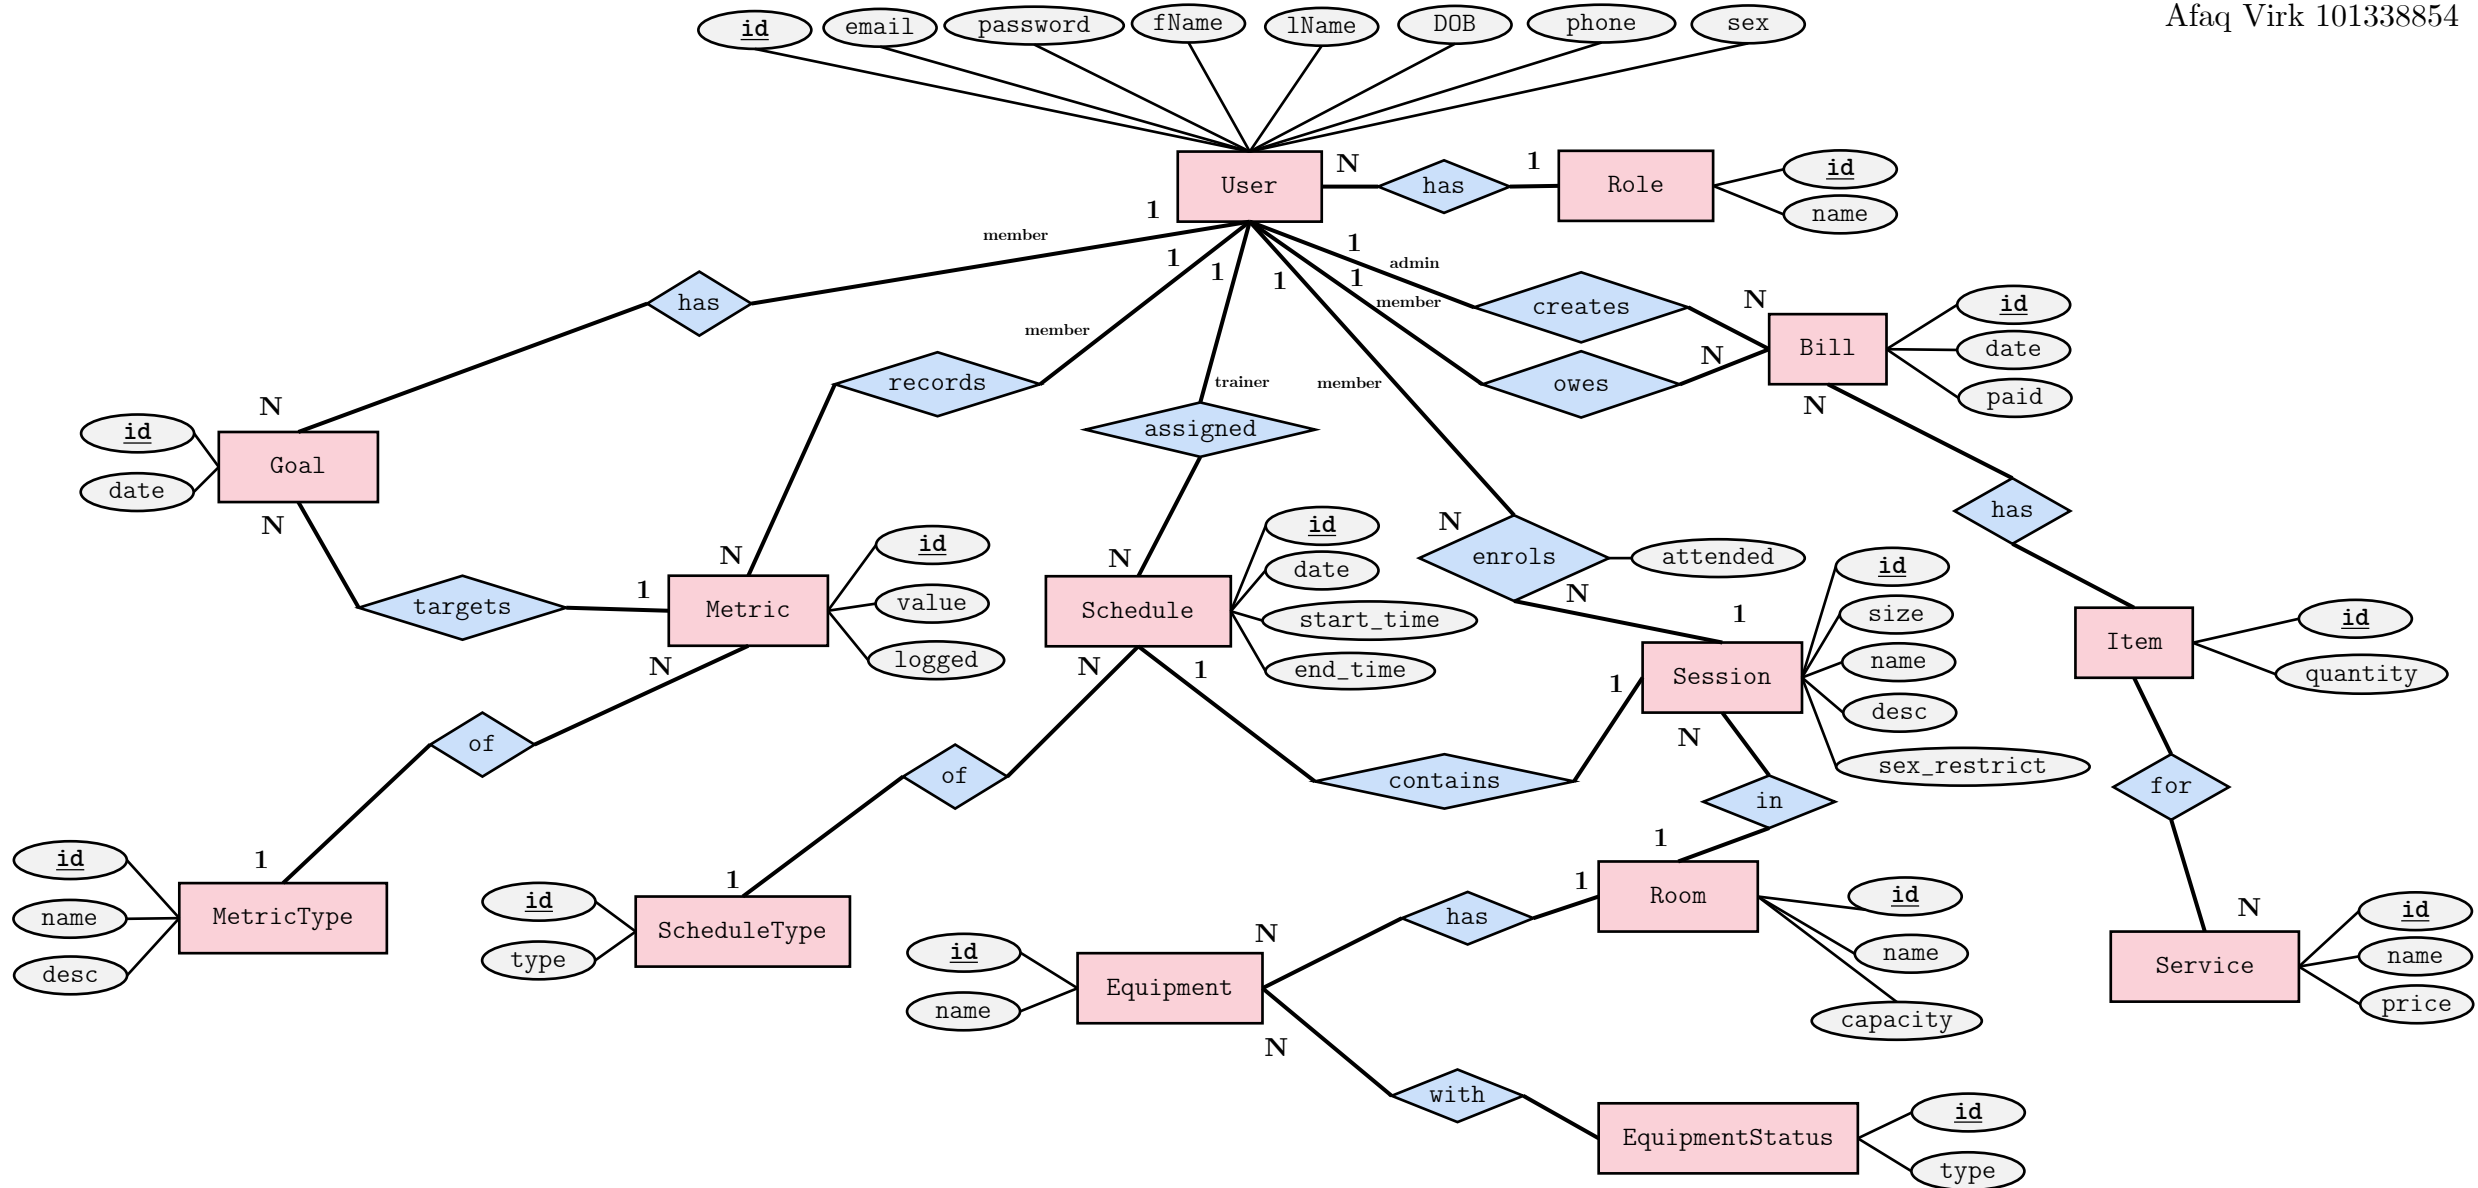 Afaq Virk 101338854
id
email
password
fName
lName
DOB
phone
sex
User
N
has
1
Role
id
name
1
member
1
1
1
1
admin
1
member
has
member
records
trainer
assigned
member
creates
N
owes
N
Bill
id
date
paid
N
N
id
date
Goal
N
targets
1
N
Metric
id
value
logged
N
N
Schedule
id
date
start_time
end_time
N
1
N
enrols
attended
N
1
1
Session
id
size
name
desc
sex_restrict
N
has
Item
id
quantity
of
of
contains
in
1
for
1
id
name
desc
MetricType
1
id
type
ScheduleType
id
name
Equipment
N
has
1
Room
id
name
capacity
N
Service
id
name
price
N
with
EquipmentStatus
id
type